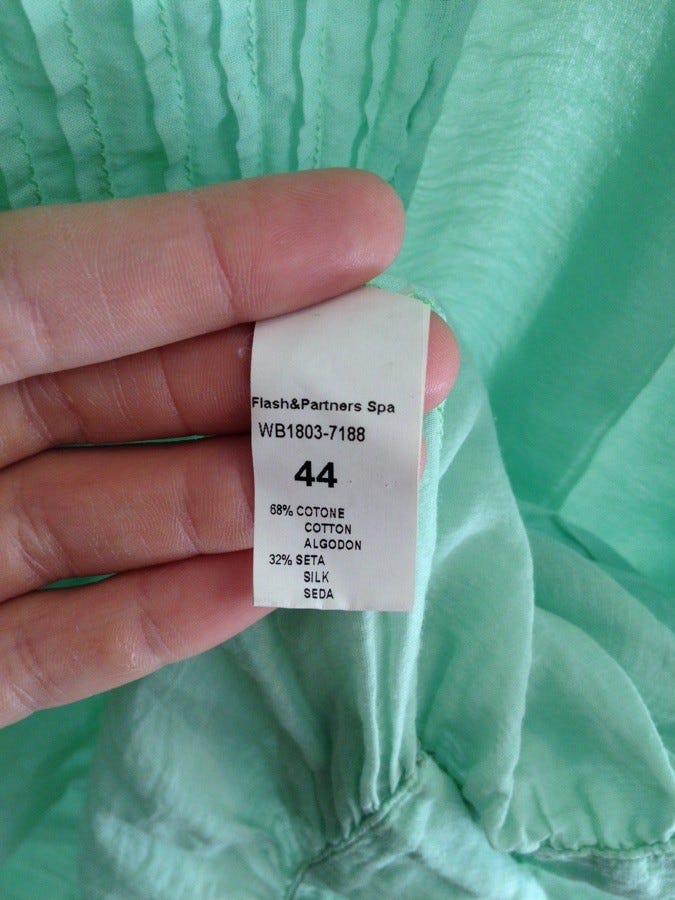 Flash&Partners Spa
WB1803-7188
44
68% COTONE
COTTON
ALGODON
32% SETA
SILK
SEDA